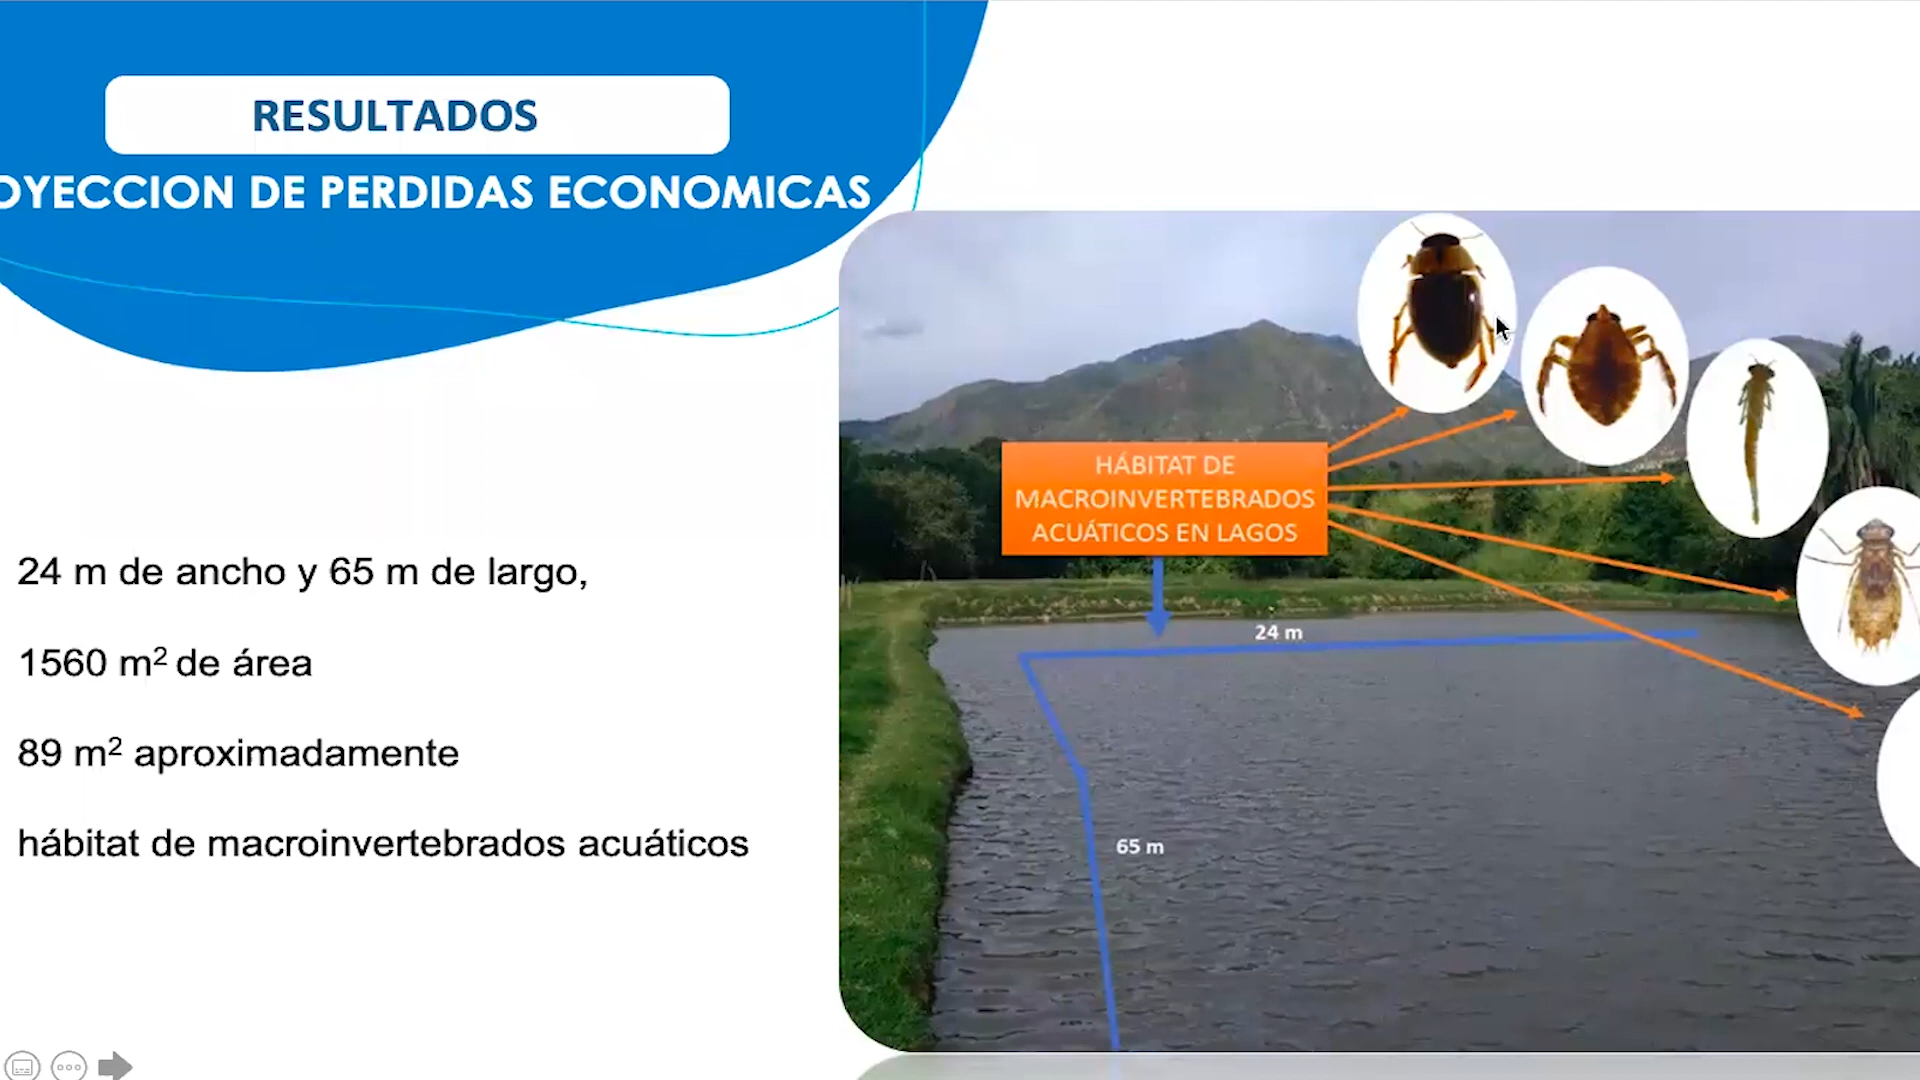 RESULTADOS
OYECCION DE PERDIDAS ECONOMICAS
HÁBITAT DE
MACROINVERTEBRADOS
ACUÁTICOS EN LAGOS
24 m de ancho y 65 m de largo,
24 m
1560 m² de área
89 m² aproximadamente
hábitat de macroinvertebrados acuáticos
65 m